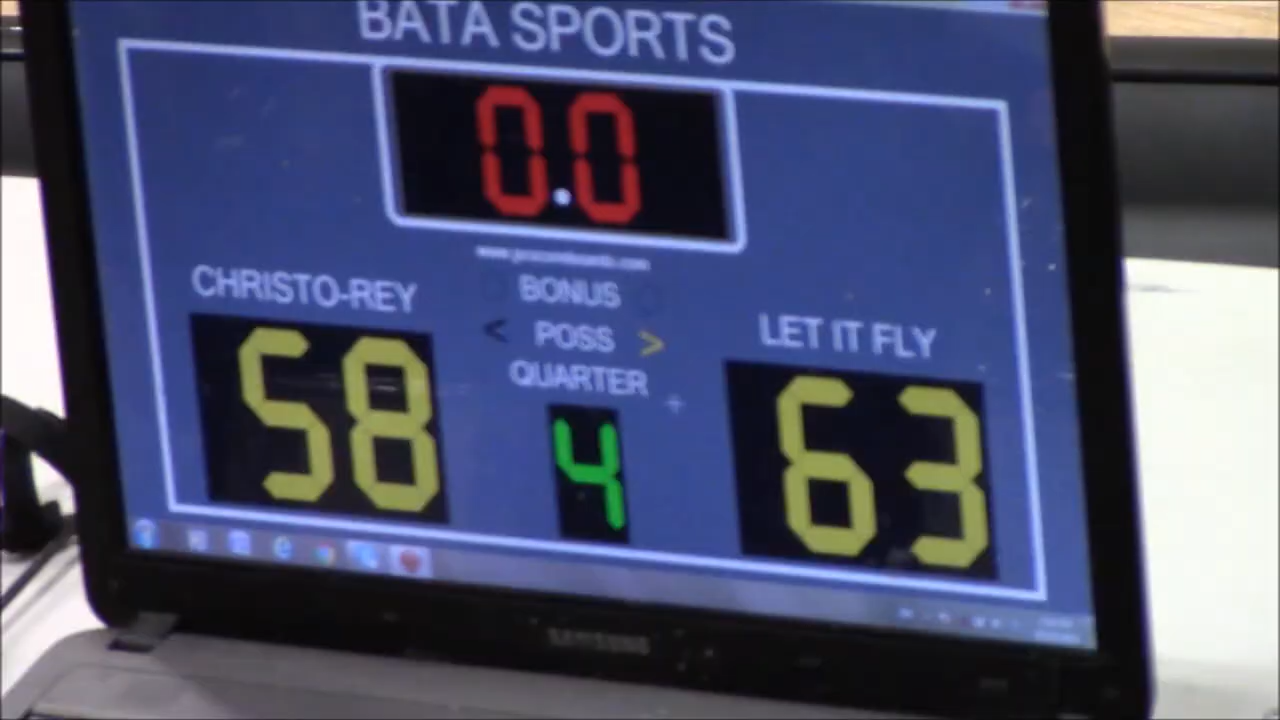 BATA SPORTS
0.0
BONUS
CHRISTO-REY
< POSS >
LET IT FLY
QUARTER
58
4
63
SAMSUNG